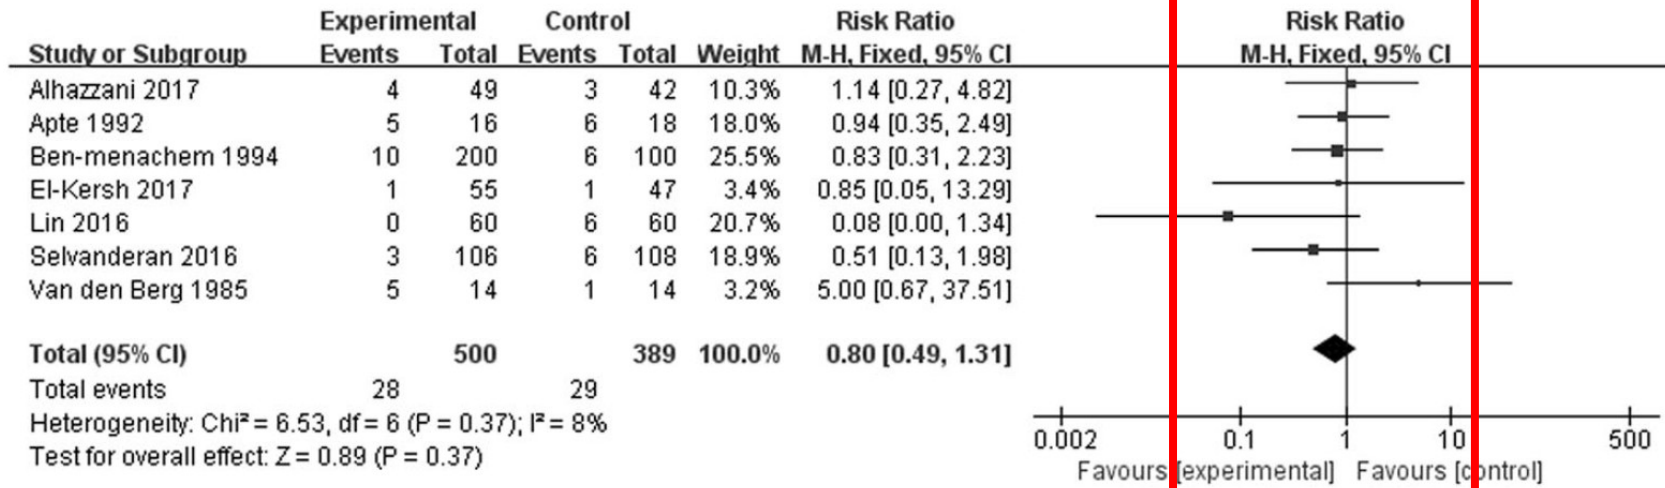 Experimental Control Risk Ratio Risk Ratio
Study or Subgroup Events Total Events Total Weight M-H, Fixed, 95% CI M-H, Fixed, 95% CI
Alhazzani 2017 4 49 3 42 10.3% 1.14 [0.27, 4.82]
Apte 1992 5 16 6 18 18.0% 0.94 [0.35, 2.49]
Ben-menachem 1994 10 200 6 100 25.5% 0.83 [0.31, 2.23]
El-Kersh 2017 1 55 1 47 3.4% 0.85 [0.05, 13.29]
Lin 2016 0 60 6 60 20.7% 0.08 [0.00, 1.34]
Selvanderan 2016 3 106 6 108 18.9% 0.51 [0.13, 1.98]
Van den Berg 1985 5 14 1 14 3.2% 5.00 [0.67, 37.51]
Total (95% CI) 500 389 100.0% 0.80 [0.49, 1.31]
Total events 28 29
Heterogeneity: Chi² = 6.53, df = 6 (P = 0.37); I² = 8%
Test for overall effect: Z = 0.89 (P = 0.37)
0.002 0.1 1 10 500
Favours [experimental] Favours [control]